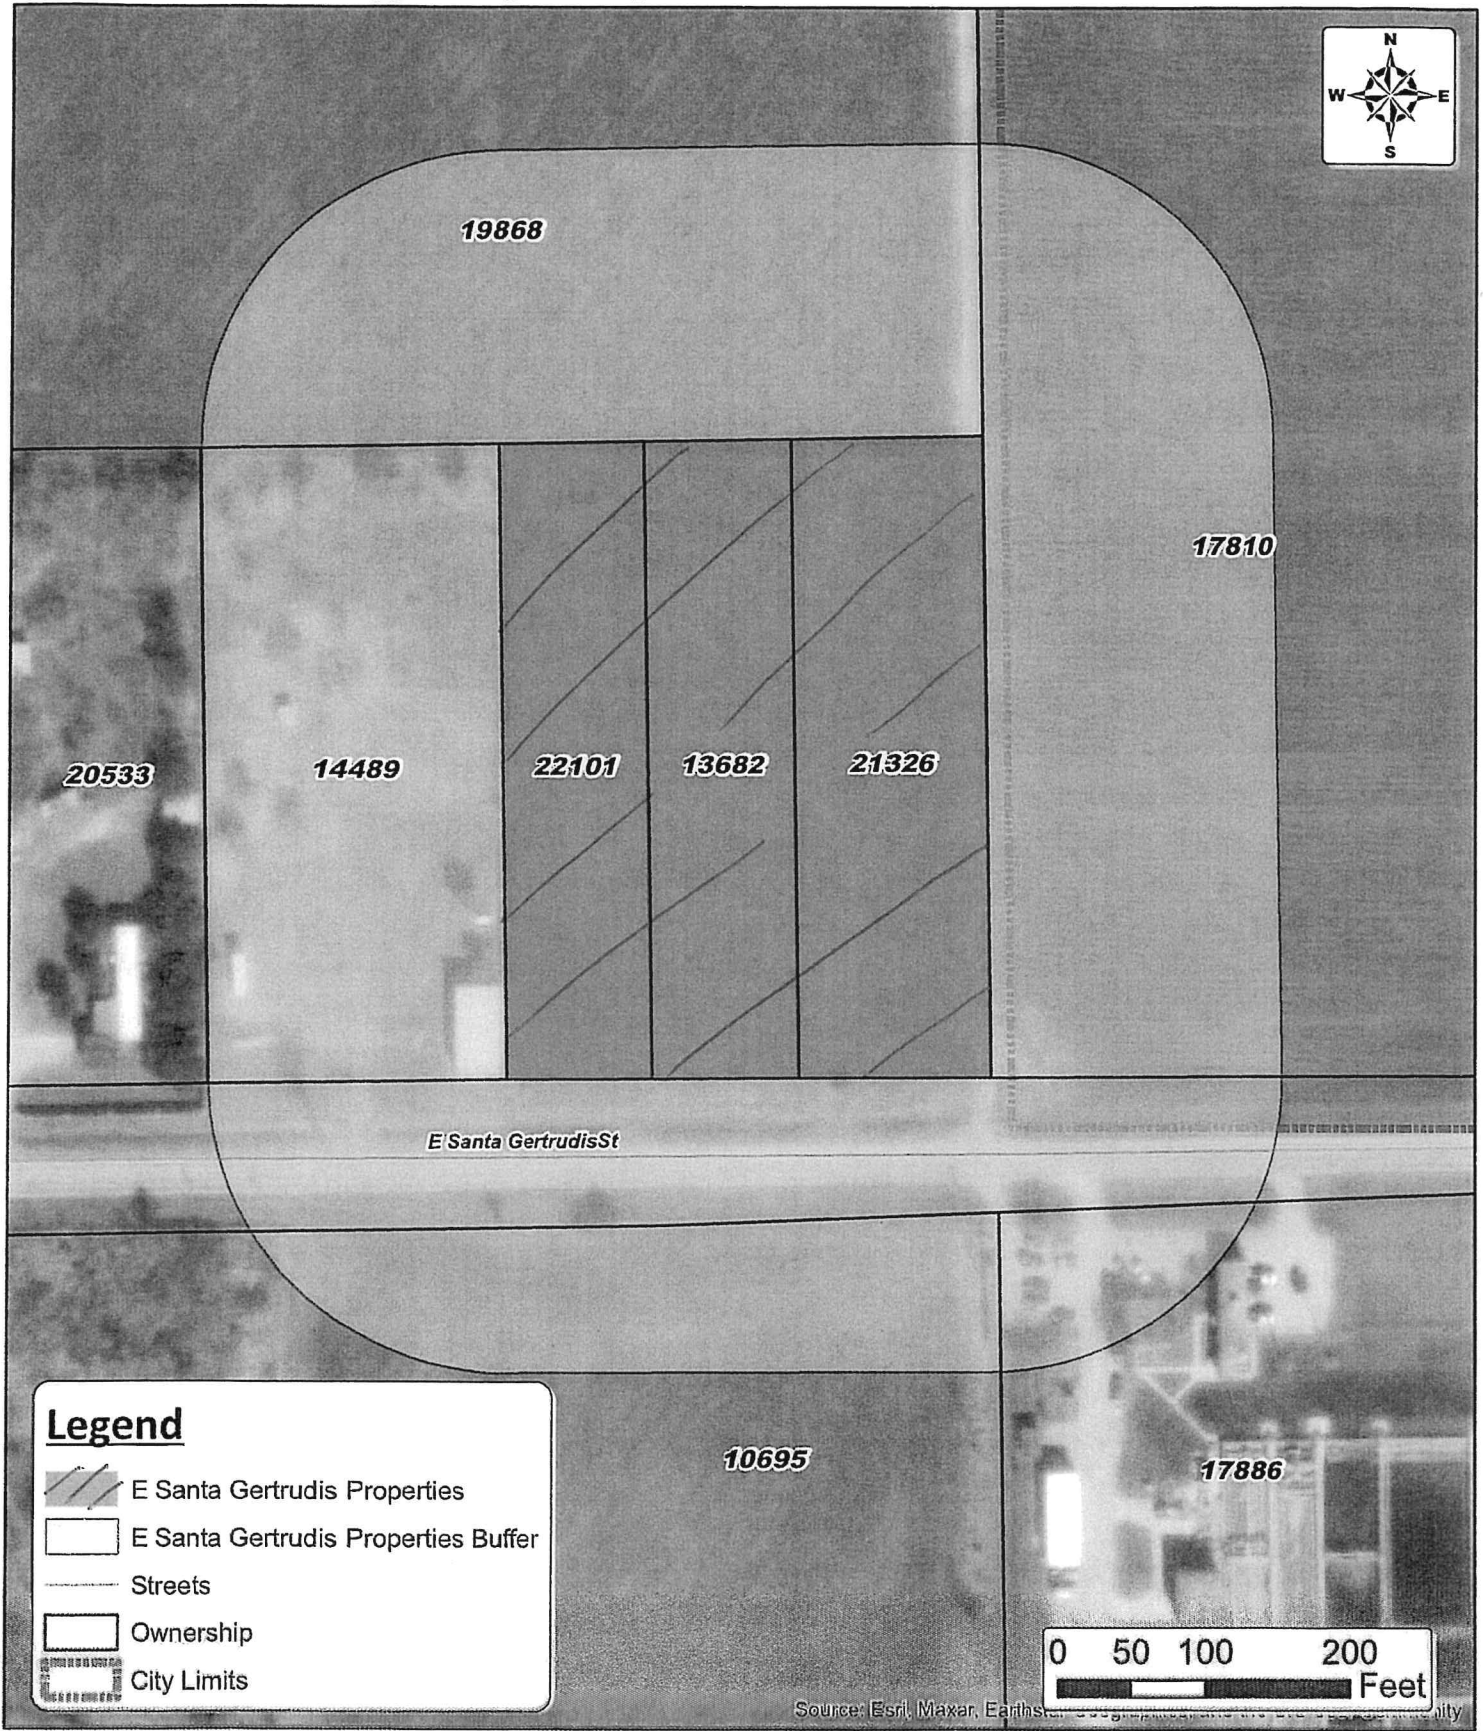 N
W E
S
19868
17810
20533
14489
22101
13682
21326
E Santa GertrudisSt
10695
17886
Legend
E Santa Gertrudis Properties
E Santa Gertrudis Properties Buffer
Streets
Ownership
City Limits
0 50 100 200
Feet
Source: Esri, Maxar,